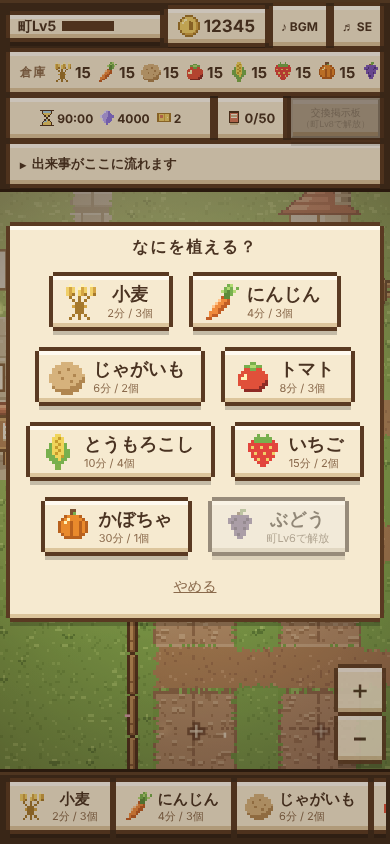 町Lv5
12345
♪ BGM
♬ SE
倉庫 15 15 15 15 15 15 15
90:00 4000 2
0/50
交換掲示板
(町Lv8で解放)
▸ 出来事がここに流れます
なにを植える？
小麦
2分 / 3個
にんじん
4分 / 3個
じゃがいも
6分 / 2個
トマト
8分 / 3個
とうもろこし
10分 / 4個
いちご
15分 / 2個
かぼちゃ
30分 / 1個
ぶどう
町Lv6で解放
やめる
+
−
小麦
2分 / 3個
にんじん
4分 / 3個
じゃがいも
6分 / 2個